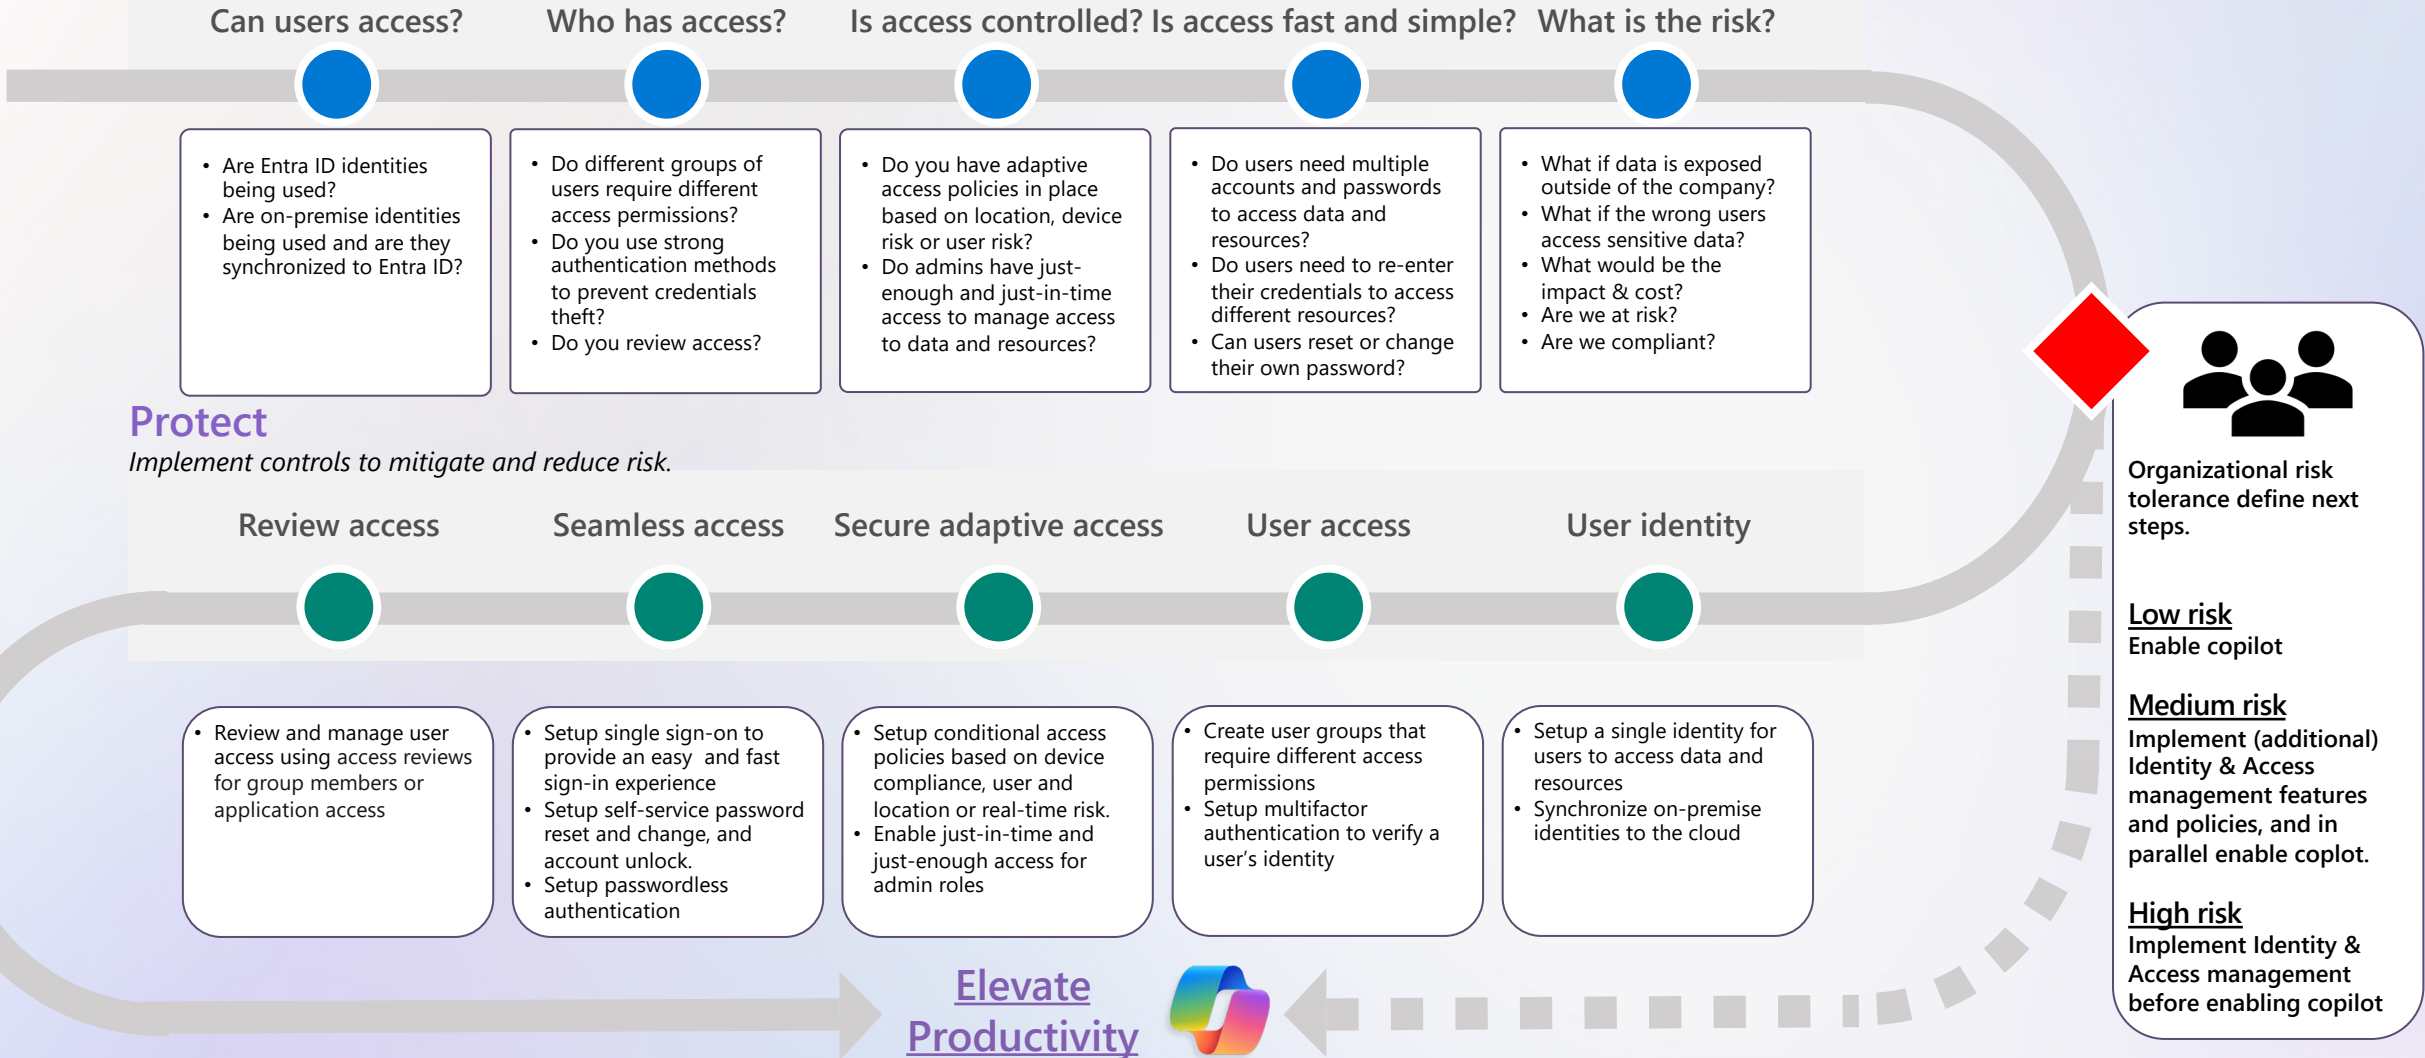 Can users access?
Who has access?
Is access controlled?
Is access fast and simple?
What is the risk?
• Are Entra ID identities
being used?
• Are on-premise identities
being used and are they
synchronized to Entra ID?
• Do different groups of
users require different
access permissions?
• Do you use strong
authentication methods
to prevent credentials
theft?
• Do you review access?
• Do you have adaptive
access policies in place
based on location, device
risk or user risk?
• Do admins have just-
enough and just-in-time
access to manage access
to data and resources?
• Do users need multiple
accounts and passwords
to access data and
resources?
• Do users need to re-enter
their credentials to access
different resources?
• Can users reset or change
their own password?
• What if data is exposed
outside of the company?
• What if the wrong users
access sensitive data?
• What would be the
impact & cost?
• Are we at risk?
• Are we compliant?
Organizational risk
tolerance define next
steps.
Low risk
Enable copilot
Medium risk
Implement (additional)
Identity & Access
management features
and policies, and in
parallel enable coplot.
High risk
Implement Identity &
Access management
before enabling copilot
Protect
Implement controls to mitigate and reduce risk.
Review access
Seamless access
Secure adaptive access
User access
User identity
• Review and manage user
access using access reviews
for group members or
application access
• Setup single sign-on to
provide an easy and fast
sign-in experience
• Setup self-service password
reset and change, and
account unlock.
• Setup passwordless
authentication
• Setup conditional access
policies based on device
compliance, user and
location or real-time risk.
• Enable just-in-time and
just-enough access for
admin roles
• Create user groups that
require different access
permissions
• Setup multifactor
authentication to verify a
user's identity
• Setup a single identity for
users to access data and
resources
• Synchronize on-premise
identities to the cloud
Elevate
Productivity